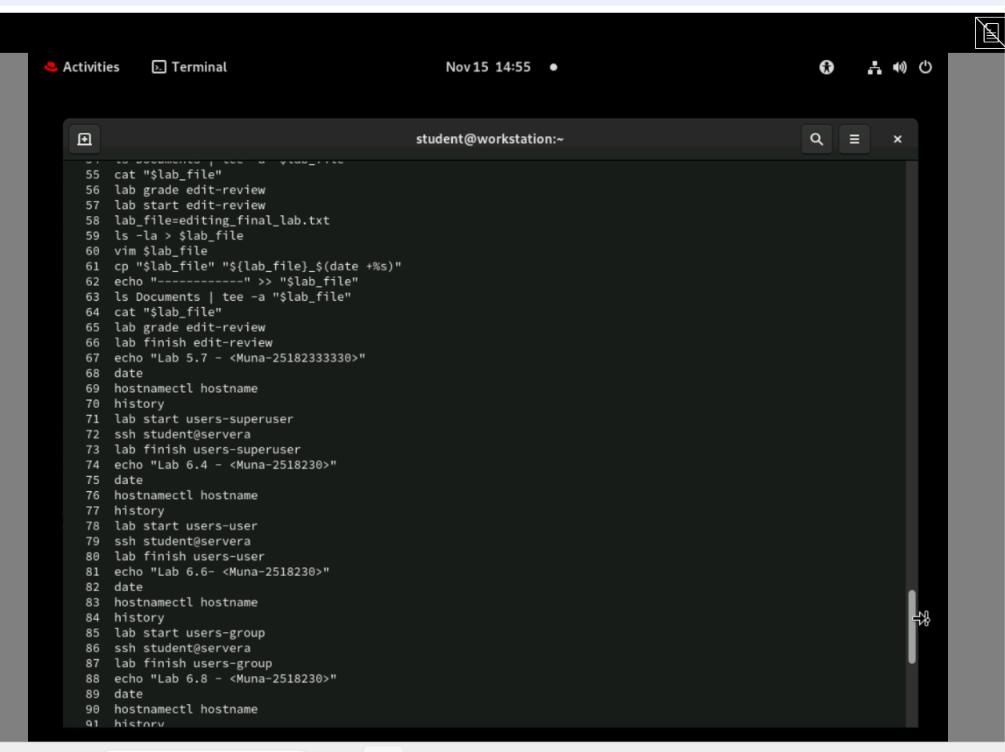 Activities Terminal Nov 15 14:55
student@workstation:~
54 ls Documents | tee -a "$lab_file"
55 cat "$lab_file"
56 lab grade edit-review
57 lab start edit-review
58 lab_file=editing_final_lab.txt
59 ls -la > $lab_file
60 vim $lab_file
61 cp "$lab_file" "${lab_file}_$(date +%s)"
62 echo "------------" >> "$lab_file"
63 ls Documents | tee -a "$lab_file"
64 cat "$lab_file"
65 lab grade edit-review
66 lab finish edit-review
67 echo "Lab 5.7 - <Muna-25182333330>"
68 date
69 hostnamectl hostname
70 history
71 lab start users-superuser
72 ssh student@servera
73 lab finish users-superuser
74 echo "Lab 6.4 - <Muna-2518230>"
75 date
76 hostnamectl hostname
77 history
78 lab start users-user
79 ssh student@servera
80 lab finish users-user
81 echo "Lab 6.6- <Muna-2518230>"
82 date
83 hostnamectl hostname
84 history
85 lab start users-group
86 ssh student@servera
87 lab finish users-group
88 echo "Lab 6.8 - <Muna-2518230>"
89 date
90 hostnamectl hostname
91 history